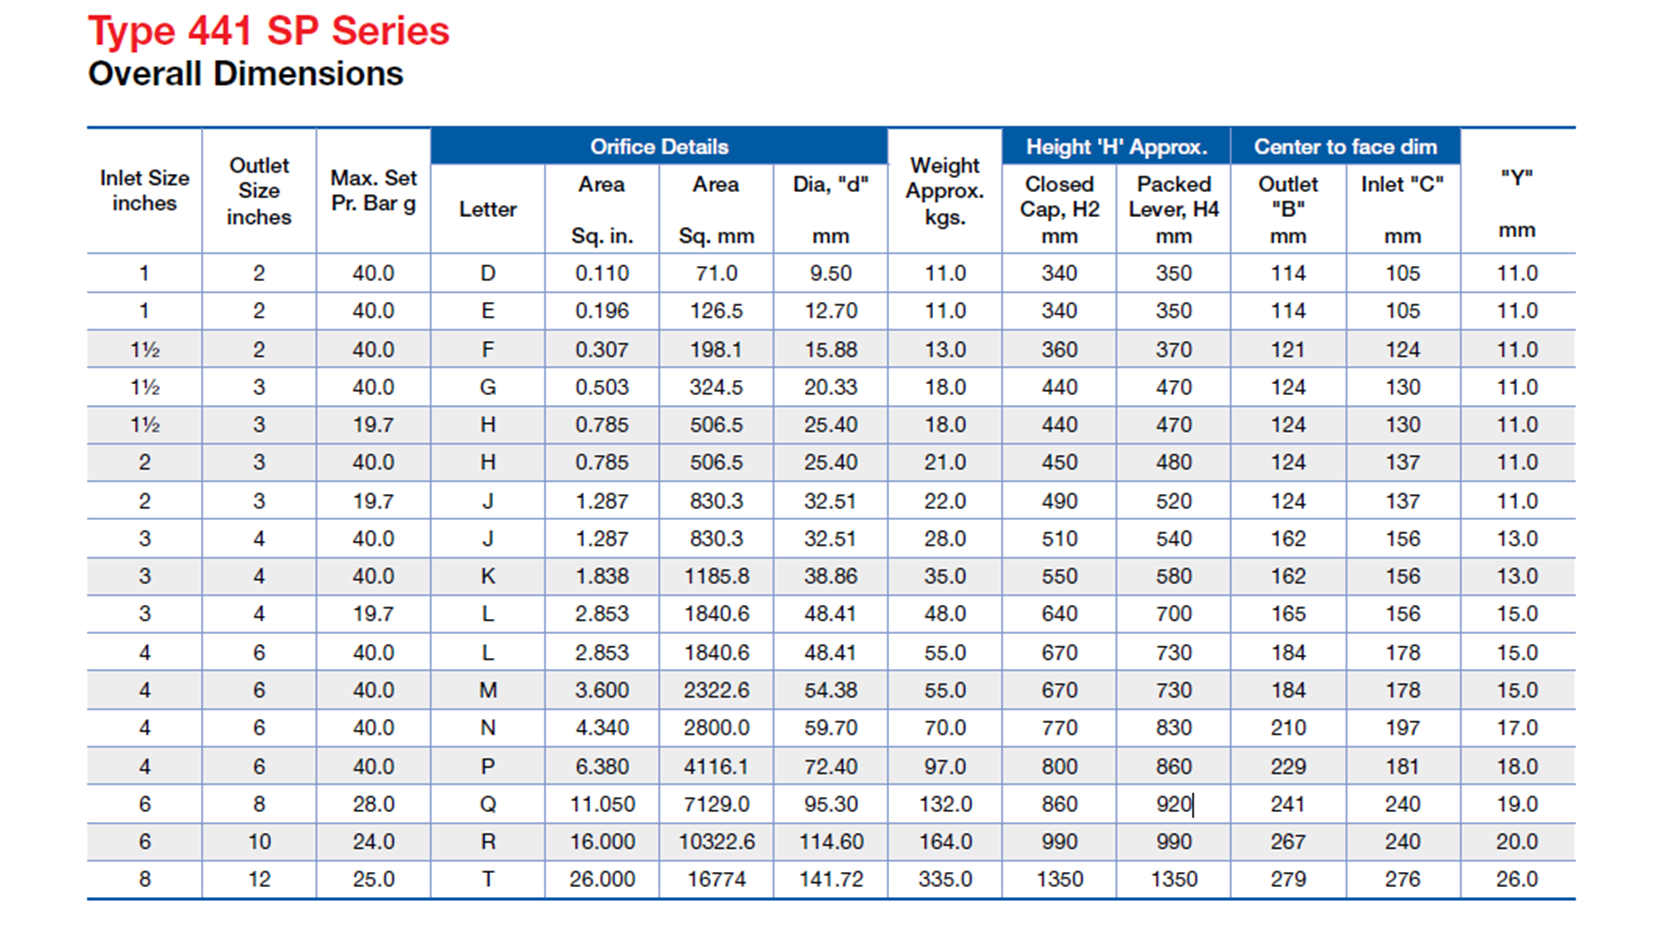 Type 441 SP Series
Overall Dimensions
Orifice Details Height 'H' Approx. Center to face dim
Inlet Size inches Outlet Size inches Max. Set Pr. Bar g Letter Area Sq. in. Area Sq. mm Dia, "d" mm Weight Approx. kgs. Closed Cap, H2 mm Packed Lever, H4 mm Outlet "B" mm Inlet "C" mm "Y" mm
1 2 40.0 D 0.110 71.0 9.50 11.0 340 350 114 105 11.0
1 2 40.0 E 0.196 126.5 12.70 11.0 340 350 114 105 11.0
1½ 2 40.0 F 0.307 198.1 15.88 13.0 360 370 121 124 11.0
1½ 3 40.0 G 0.503 324.5 20.33 18.0 440 470 124 130 11.0
1½ 3 19.7 H 0.785 506.5 25.40 18.0 440 470 124 130 11.0
2 3 40.0 H 0.785 506.5 25.40 21.0 450 480 124 137 11.0
2 3 19.7 J 1.287 830.3 32.51 22.0 490 520 124 137 11.0
3 4 40.0 J 1.287 830.3 32.51 28.0 510 540 162 156 13.0
3 4 40.0 K 1.838 1185.8 38.86 35.0 550 580 162 156 13.0
3 4 19.7 L 2.853 1840.6 48.41 48.0 640 700 165 156 15.0
4 6 40.0 L 2.853 1840.6 48.41 55.0 670 730 184 178 15.0
4 6 40.0 M 3.600 2322.6 54.38 55.0 670 730 184 178 15.0
4 6 40.0 N 4.340 2800.0 59.70 70.0 770 830 210 197 17.0
4 6 40.0 P 6.380 4116.1 72.40 97.0 800 860 229 181 18.0
6 8 28.0 Q 11.050 7129.0 95.30 132.0 860 920 241 240 19.0
6 10 24.0 R 16.000 10322.6 114.60 164.0 990 990 267 240 20.0
8 12 25.0 T 26.000 16774 141.72 335.0 1350 1350 279 276 26.0